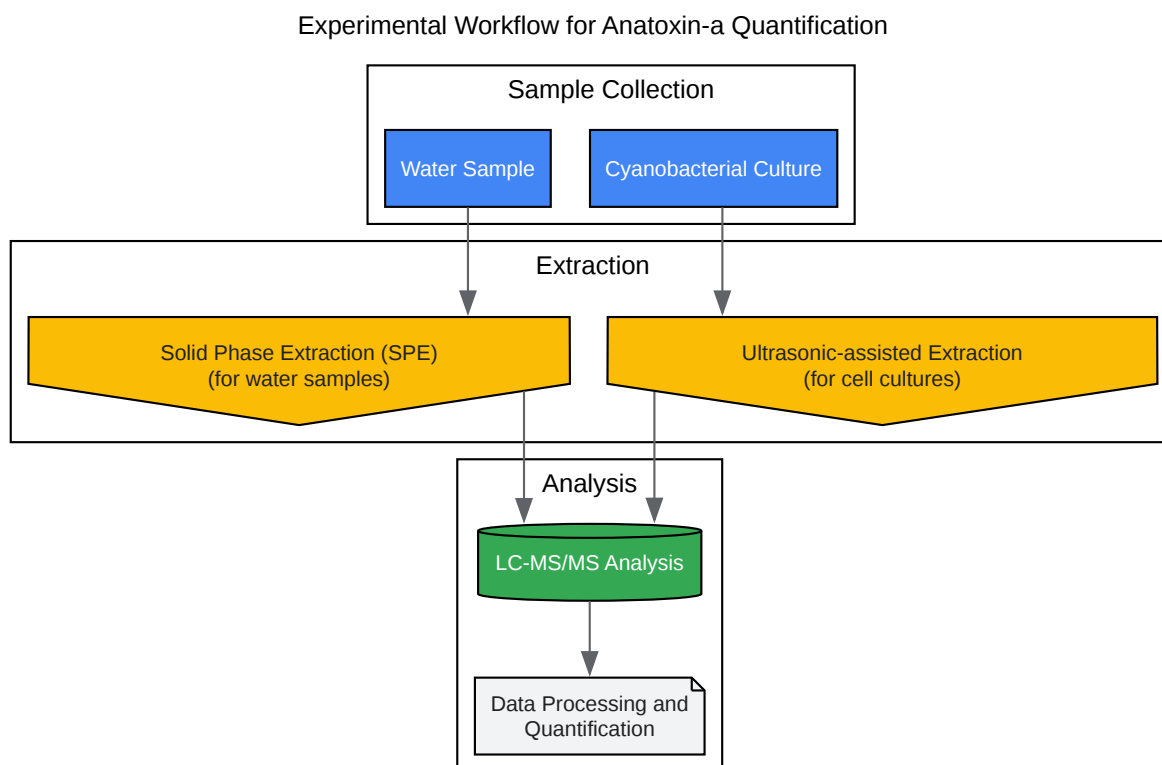 Experimental Workflow for Anatoxin-a Quantification
Sample Collection
Water Sample
Cyanobacterial Culture
Extraction
Solid Phase Extraction (SPE)
(for water samples)
Ultrasonic-assisted Extraction
(for cell cultures)
Analysis
LC-MS/MS Analysis
Data Processing and
Quantification